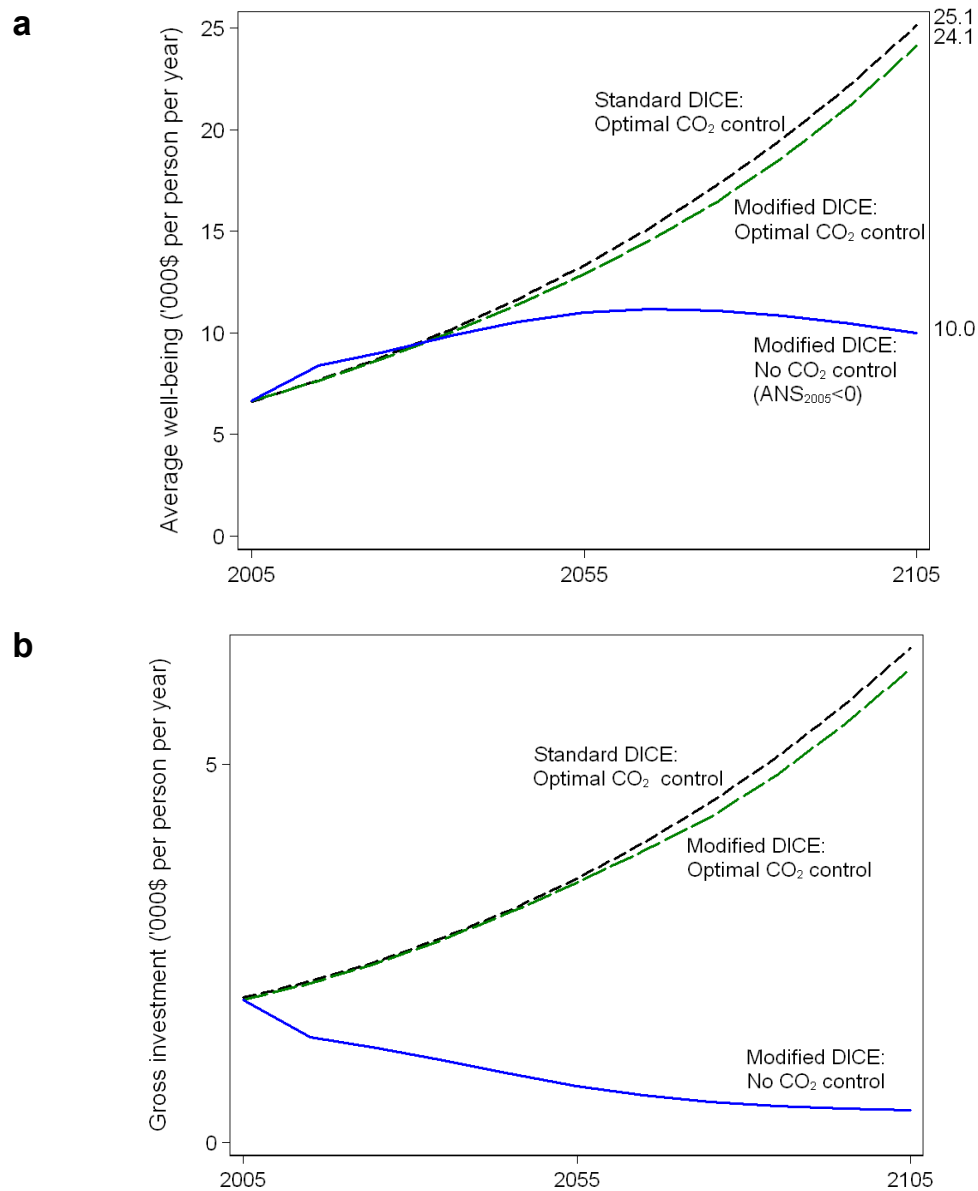 a
Average well-being ('000$ per person per year)
25
20
15
10
5
0
2005
2055
2105
25.1
24.1
10.0
Standard DICE:
Optimal CO₂ control
Modified DICE:
Optimal CO₂ control
Modified DICE:
No CO₂ control
(ANS₂₀₀₅<0)
b
Gross investment ('000$ per person per year)
5
0
2005
2055
2105
Standard DICE:
Optimal CO₂ control
Modified DICE:
Optimal CO₂ control
Modified DICE:
No CO₂ control